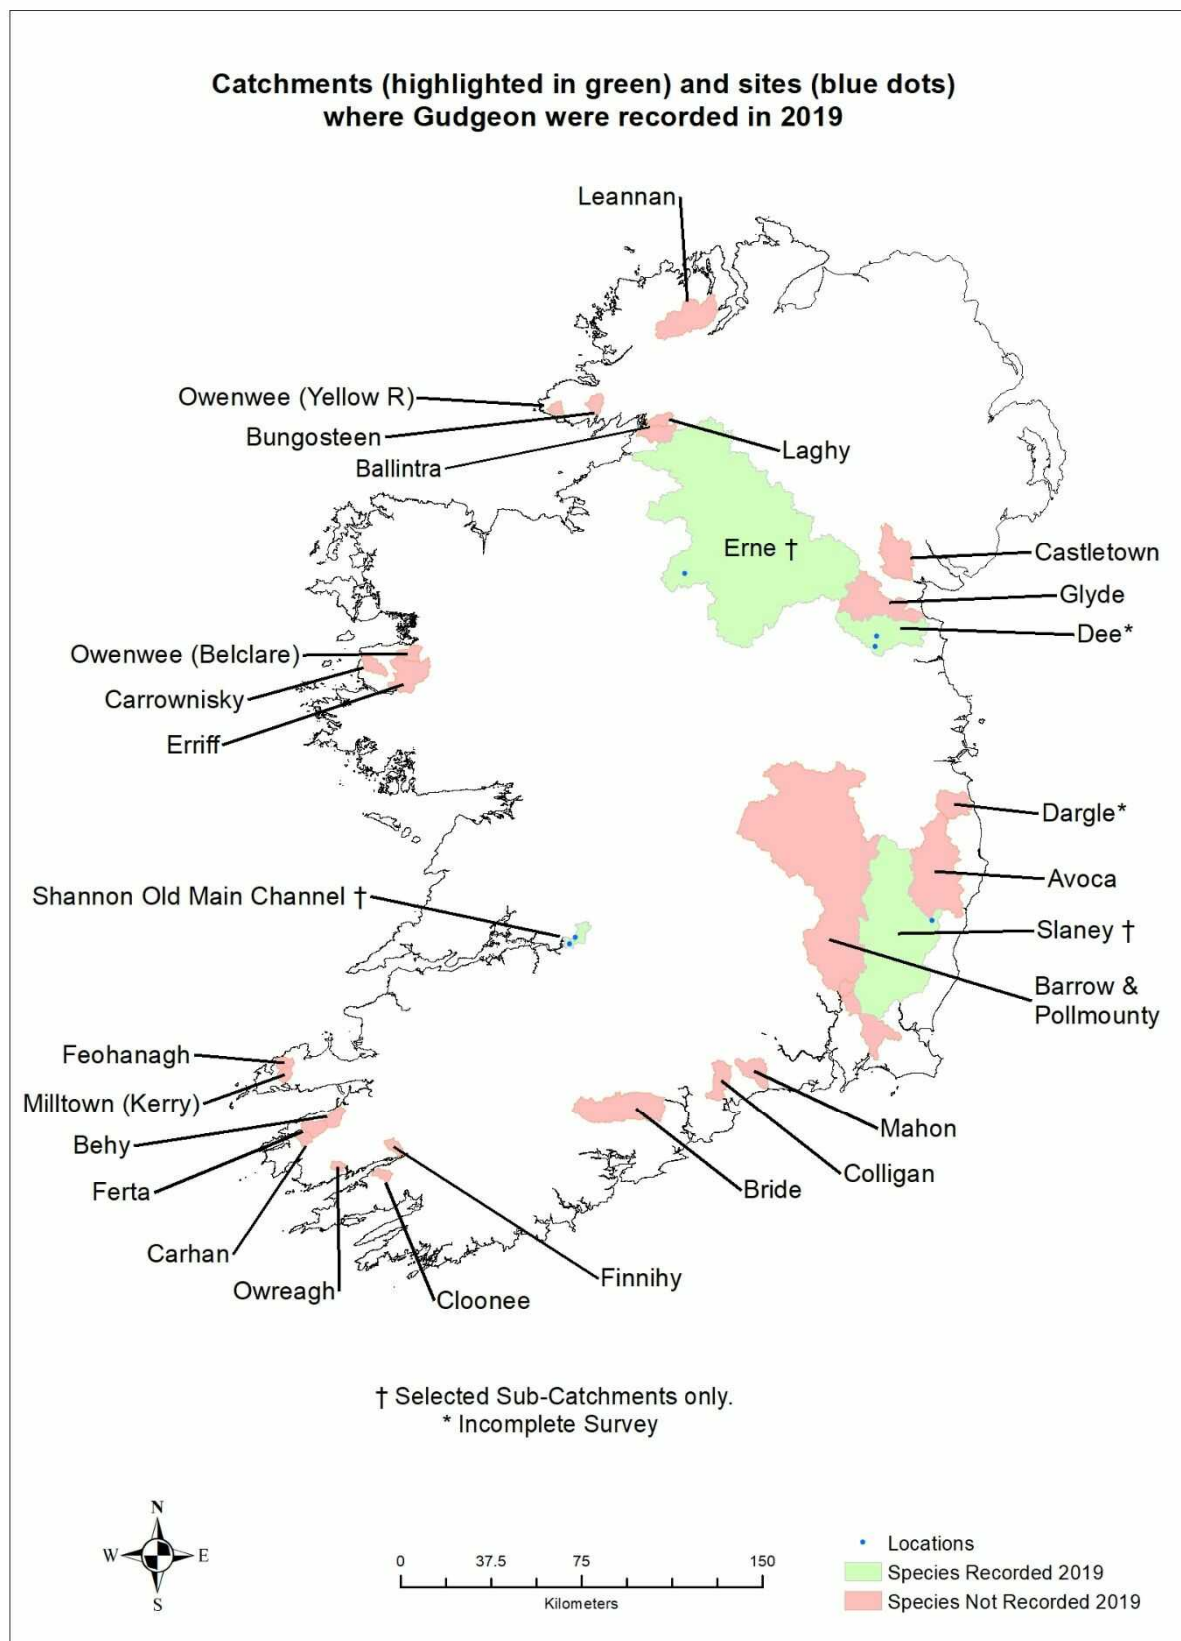 Catchments (highlighted in green) and sites (blue dots)
where Gudgeon were recorded in 2019
Leannan
Owenwee (Yellow R)
Bungosteen
Ballintra
Laghy
Erne †
Castletown
Glyde
Dee*
Owenwee (Belclare)
Carrownisky
Erriff
Dargle*
Avoca
Shannon Old Main Channel †
Slaney †
Barrow &
Pollmounty
Feohanagh
Milltown (Kerry)
Behy
Ferta
Carhan
Owreagh
Cloonee
Finnihy
Bride
Colligan
Mahon
† Selected Sub-Catchments only.
* Incomplete Survey
N
W E
S
0 37.5 75 150
Kilometers
Locations
Species Recorded 2019
Species Not Recorded 2019